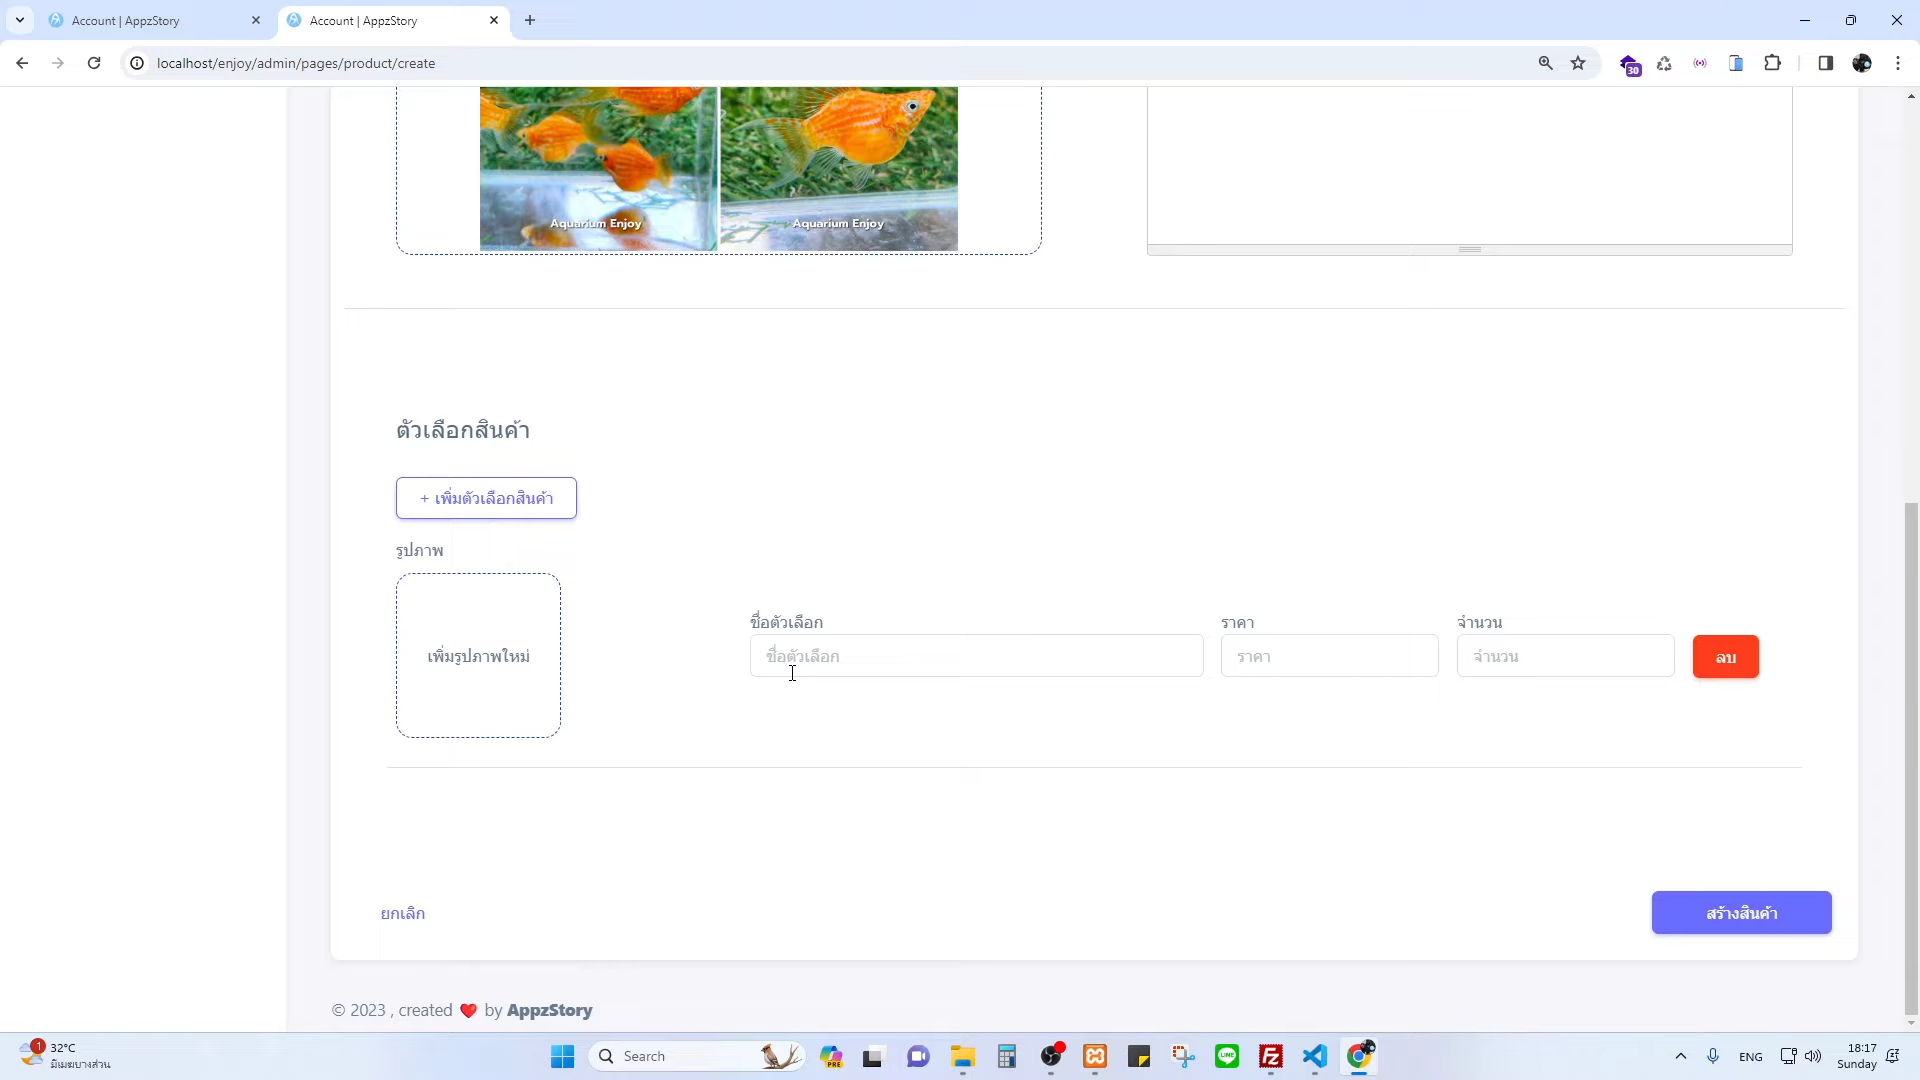 Account | AppzStory
Account | AppzStory
localhost/enjoy/admin/pages/product/create
30
Aquarium Enjoy
Aquarium Enjoy
ตัวเลือกสินค้า
+ เพิ่มตัวเลือกสินค้า
รูปภาพ
เพิ่มรูปภาพใหม่
ชื่อตัวเลือก
ราคา
จำนวน
ชื่อตัวเลือก
ราคา
จำนวน
ลบ
ยกเลิก
สร้างสินค้า
© 2023 , created ❤️ by AppzStory
1
32°C
มีเมฆบางส่วน
Search
PRE
LINE
ENG
18:17
Sunday